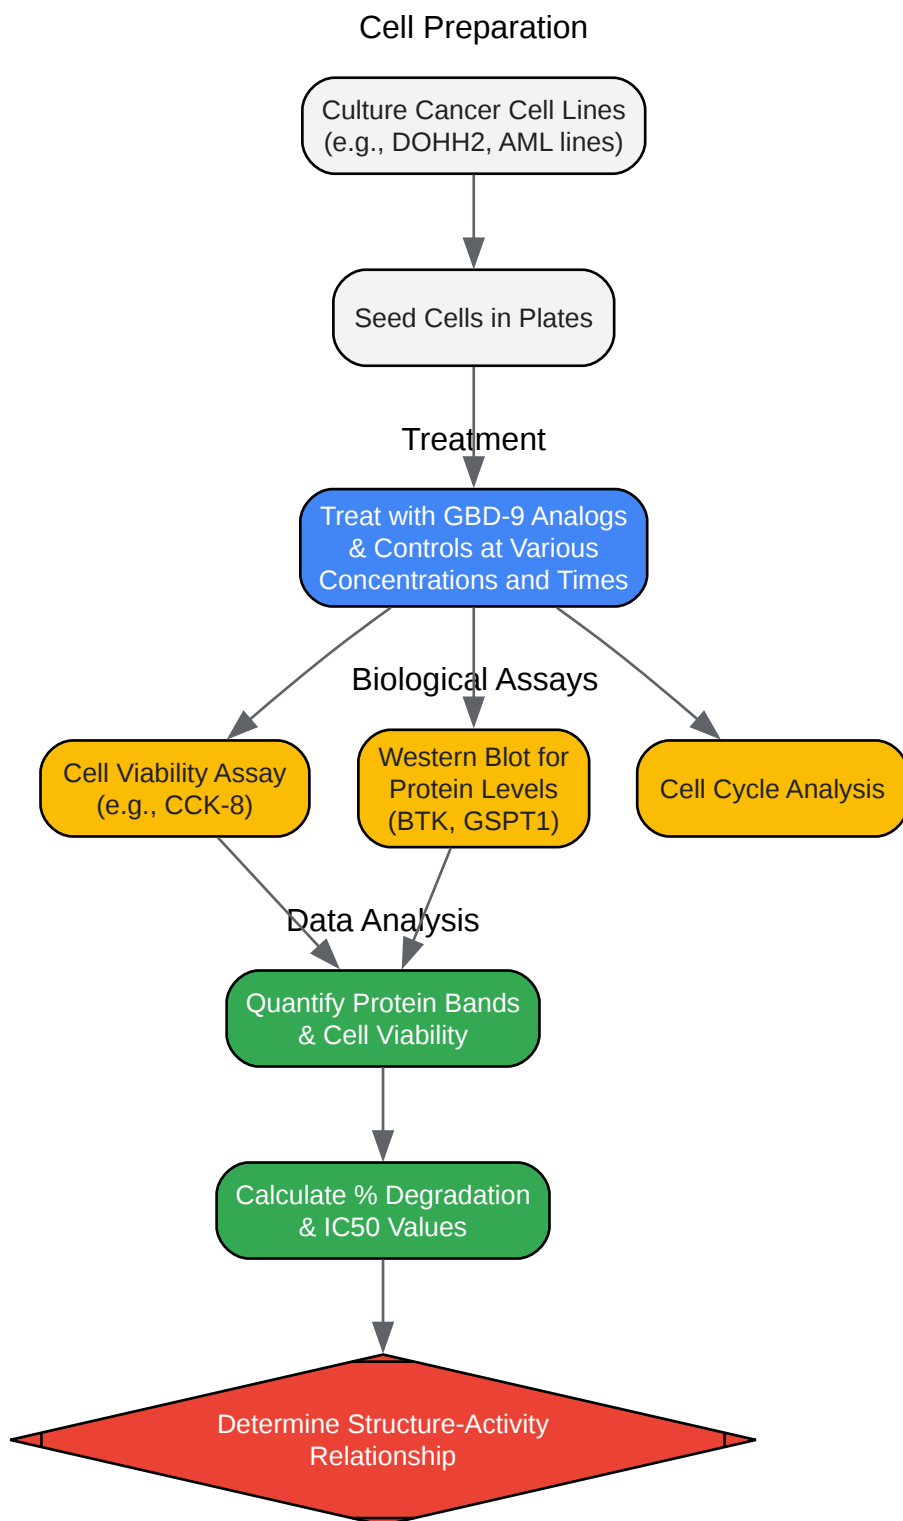 Cell Preparation
Culture Cancer Cell Lines
(e.g., DOHH2, AML lines)
Seed Cells in Plates
Treatment
Treat with GBD-9 Analogs
& Controls at Various
Concentrations and Times
Biological Assays
Cell Viability Assay
(e.g., CCK-8)
Western Blot for
Protein Levels
(BTK, GSPT1)
Cell Cycle Analysis
Data Analysis
Quantify Protein Bands
& Cell Viability
Calculate % Degradation
& IC50 Values
Determine Structure-Activity
Relationship